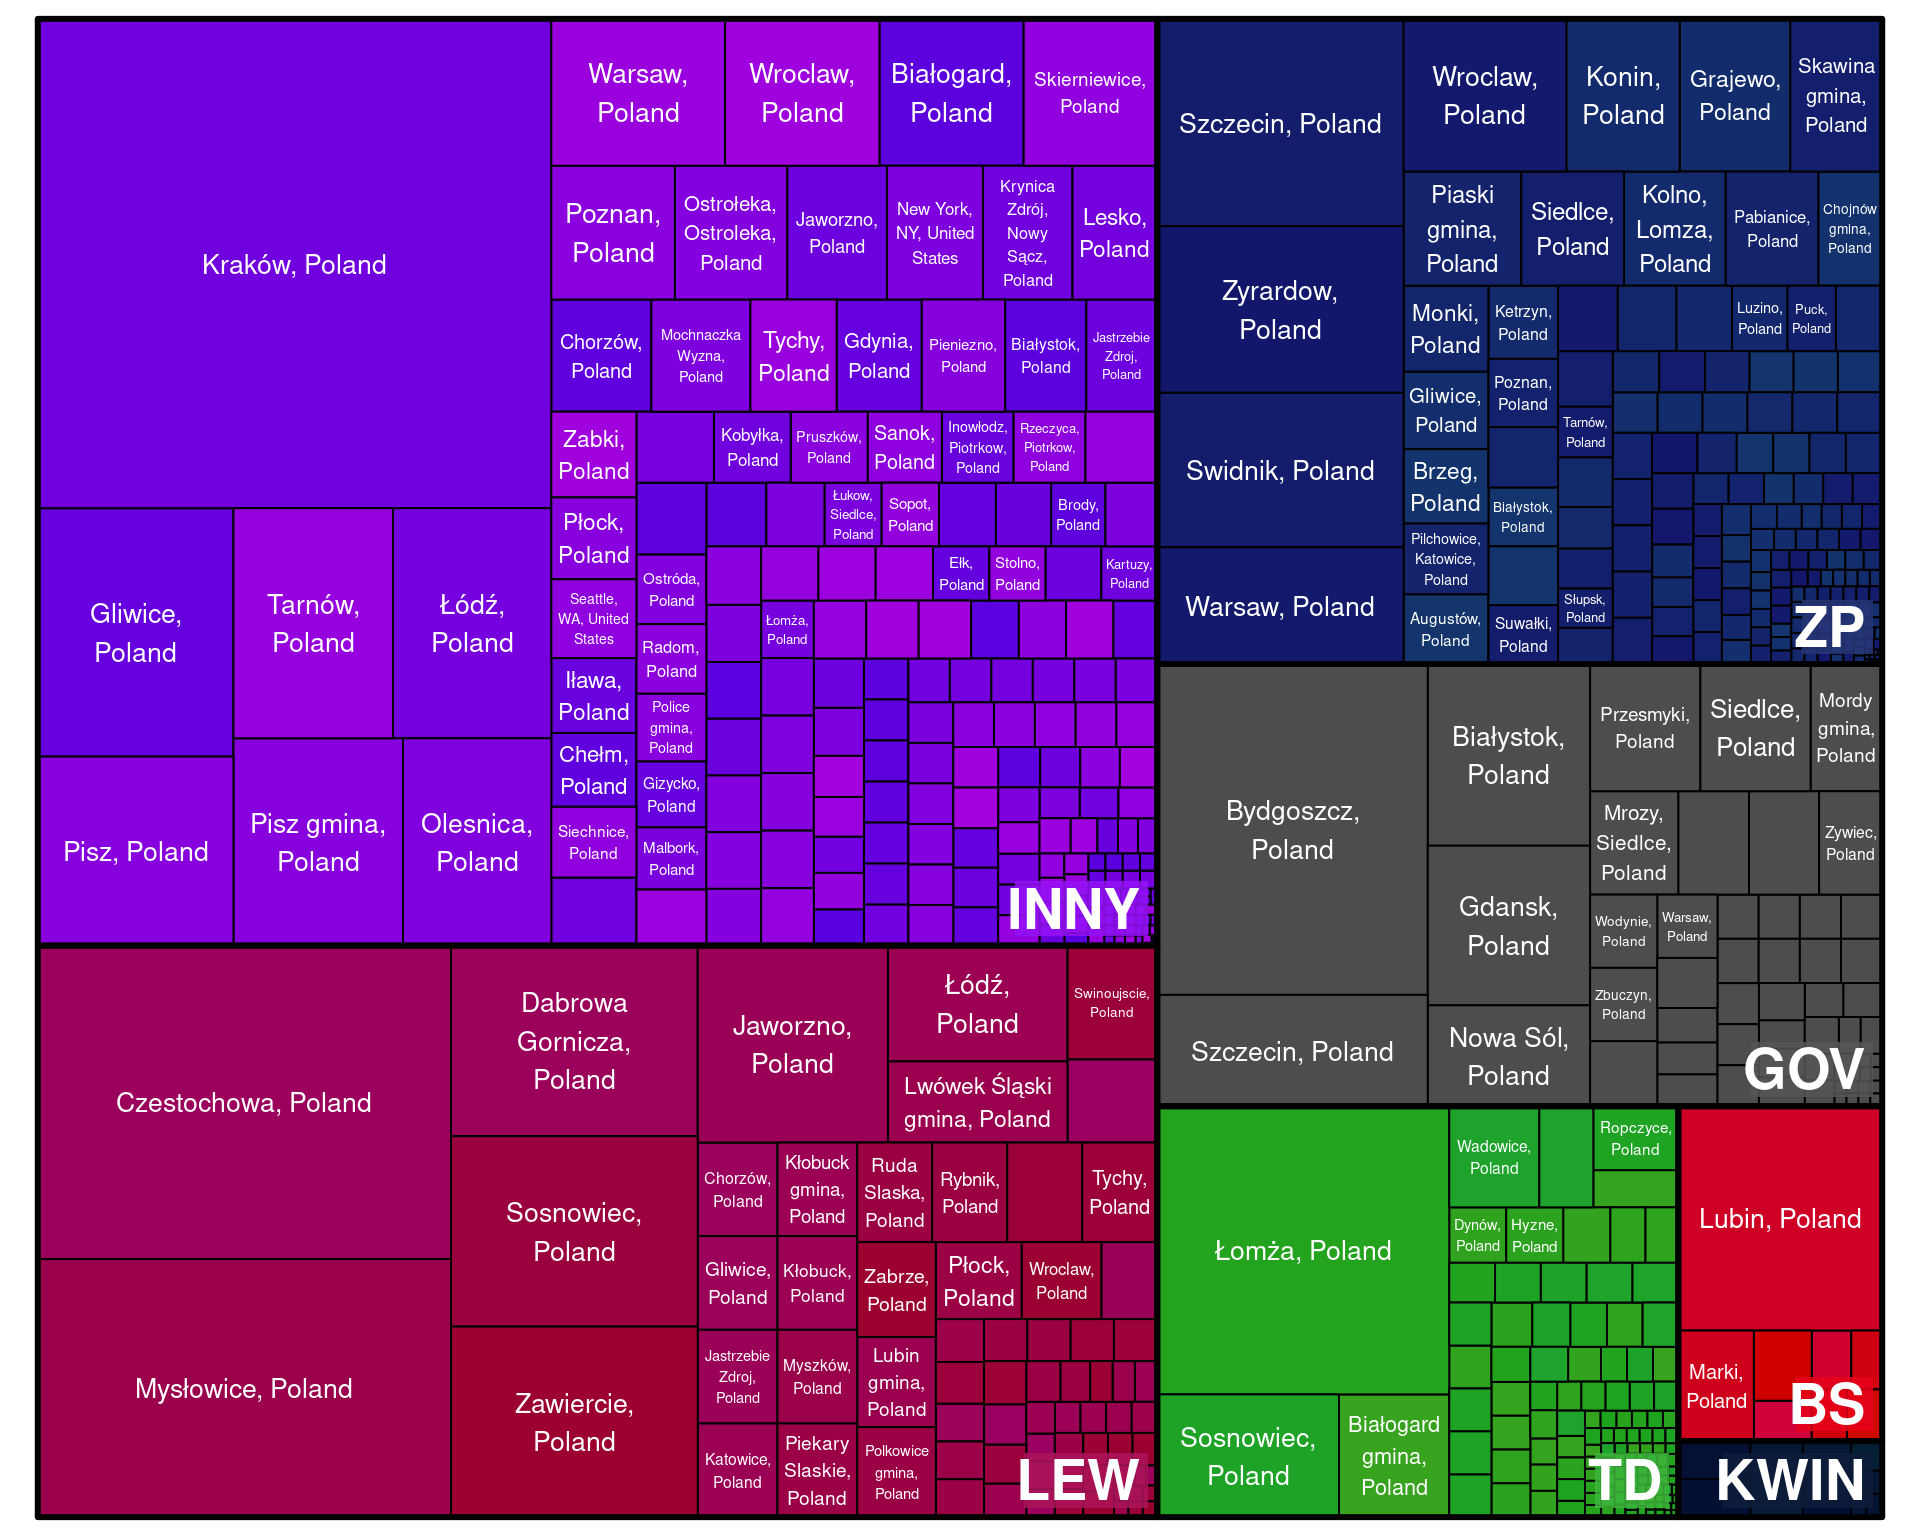 Kraków, Poland
Warsaw,
Poland
Wroclaw,
Poland
Białogard,
Poland
Skierniewice,
Poland
Poznan,
Poland
Ostrołeka,
Ostroleka,
Poland
Jaworzno,
Poland
New York,
NY, United
States
Krynica
Zdrój,
Nowy
Sącz,
Poland
Lesko,
Poland
Chorzów,
Poland
Mochnaczka
Wyzna,
Poland
Tychy,
Poland
Gdynia,
Poland
Pieniezno,
Poland
Białystok,
Poland
Jastrzebie
Zdroj,
Poland
Zabki,
Poland
Kobyłka,
Poland
Pruszków,
Poland
Sanok,
Poland
Inowłodz,
Piotrkow,
Poland
Rzeczyca,
Piotrkow,
Poland
Płock,
Poland
Łukow,
Siedlce,
Poland
Sopot,
Poland
Brody,
Poland
Ostróda,
Poland
Ełk,
Poland
Stolno,
Poland
Kartuzy,
Poland
Seattle,
WA, United
States
Łomża,
Poland
Radom,
Poland
Iława,
Poland
Police
gmina,
Poland
Chełm,
Poland
Gizycko,
Poland
Siechnice,
Poland
Malbork,
Poland
Gliwice,
Poland
Tarnów,
Poland
Łódź,
Poland
Pisz, Poland
Pisz gmina,
Poland
Olesnica,
Poland
INNY
Szczecin, Poland
Zyrardow,
Poland
Swidnik, Poland
Warsaw, Poland
Wroclaw,
Poland
Konin,
Poland
Grajewo,
Poland
Skawina
gmina,
Poland
Piaski
gmina,
Poland
Siedlce,
Poland
Kolno,
Lomza,
Poland
Pabianice,
Poland
Chojnów
gmina,
Poland
Monki,
Poland
Ketrzyn,
Poland
Luzino,
Poland
Puck,
Poland
Gliwice,
Poland
Poznan,
Poland
Tarnów,
Poland
Brzeg,
Poland
Białystok,
Poland
Pilchowice,
Katowice,
Poland
Augustów,
Poland
Suwałki,
Poland
Słupsk,
Poland
ZP
Bydgoszcz,
Poland
Szczecin, Poland
Białystok,
Poland
Gdansk,
Poland
Nowa Sól,
Poland
Przesmyki,
Poland
Siedlce,
Poland
Mordy
gmina,
Poland
Mrozy,
Siedlce,
Poland
Zywiec,
Poland
Wodynie,
Poland
Warsaw,
Poland
Zbuczyn,
Poland
GOV
Czestochowa, Poland
Mysłowice, Poland
Dabrowa
Gornicza,
Poland
Sosnowiec,
Poland
Zawiercie,
Poland
Jaworzno,
Poland
Łódź,
Poland
Swinoujscie,
Poland
Lwówek Śląski
gmina, Poland
Chorzów,
Poland
Kłobuck
gmina,
Poland
Ruda
Slaska,
Poland
Rybnik,
Poland
Tychy,
Poland
Gliwice,
Poland
Kłobuck,
Poland
Zabrze,
Poland
Płock,
Poland
Wroclaw,
Poland
Jastrzebie
Zdroj,
Poland
Myszków,
Poland
Lubin
gmina,
Poland
Katowice,
Poland
Piekary
Slaskie,
Poland
Polkowice
gmina,
Poland
LEW
Łomża, Poland
Sosnowiec,
Poland
Białogard
gmina,
Poland
Wadowice,
Poland
Ropczyce,
Poland
Dynów,
Poland
Hyzne,
Poland
TD
Lubin, Poland
Marki,
Poland
BS
KWIN